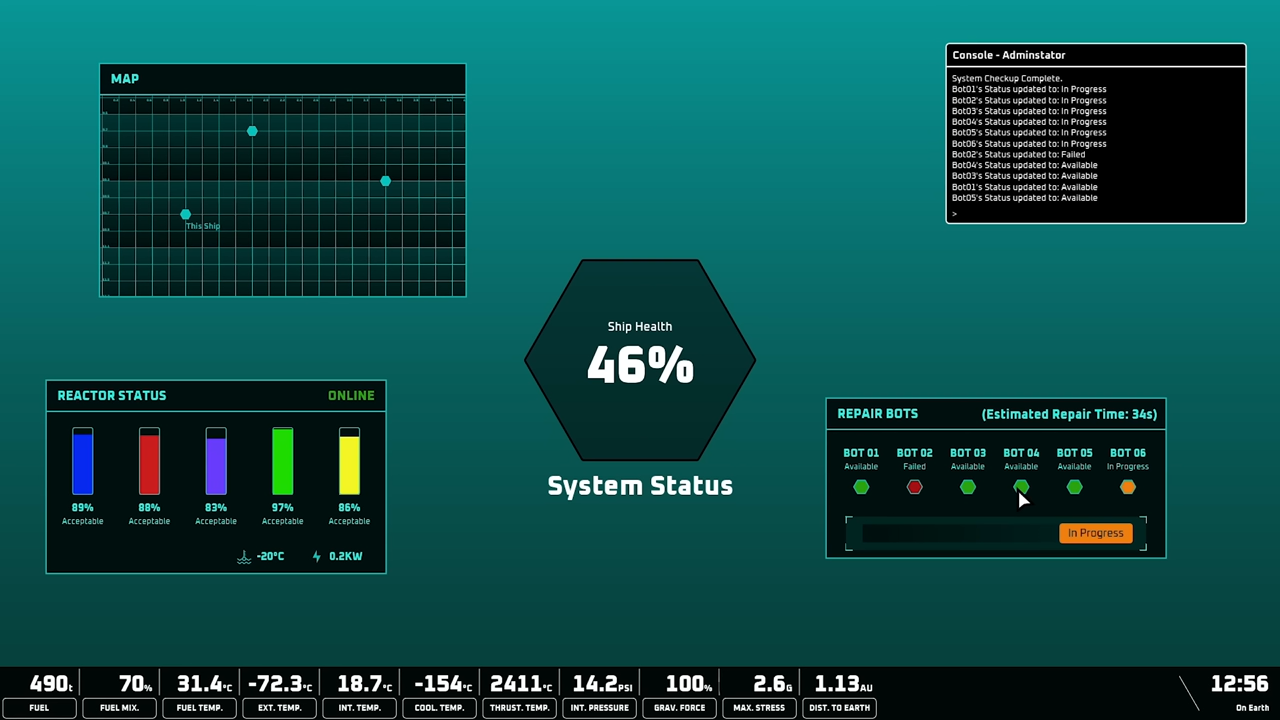 MAP
This Ship
Console - Adminstator
System Checkup Complete.
Bot01's Status updated to: In Progress
Bot02's Status updated to: In Progress
Bot03's Status updated to: In Progress
Bot04's Status updated to: In Progress
Bot05's Status updated to: In Progress
Bot06's Status updated to: In Progress
Bot02's Status updated to: Failed
Bot04's Status updated to: Available
Bot03's Status updated to: Available
Bot01's Status updated to: Available
Bot05's Status updated to: Available
>
Ship Health
46%
System Status
REACTOR STATUS ONLINE
89% 88% 83% 97% 86%
Acceptable Acceptable Acceptable Acceptable Acceptable
-20°C 0.2KW
REPAIR BOTS (Estimated Repair Time: 34s)
BOT 01 BOT 02 BOT 03 BOT 04 BOT 05 BOT 06
Available Failed Available Available Available In Progress
In Progress
490t 70% 31.4°C -72.3°C 18.7°C -154°C 2411°C 14.2PSI 100% 2.6G 1.13AU 12:56
FUEL FUEL MIX. FUEL TEMP. EXT. TEMP. INT. TEMP. COOL. TEMP. THRUST. TEMP. INT. PRESSURE GRAV. FORCE MAX. STRESS DIST. TO EARTH On Earth